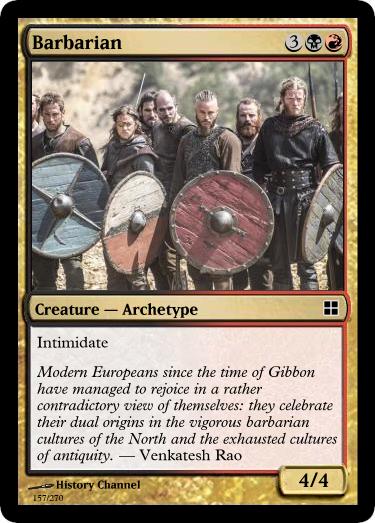 Barbarian 3
Creature — Archetype
Intimidate
Modern Europeans since the time of Gibbon
have managed to rejoice in a rather
contradictory view of themselves: they celebrate
their dual origins in the vigorous barbarian
cultures of the North and the exhausted cultures
of antiquity. — Venkatesh Rao
4/4
History Channel
157/270